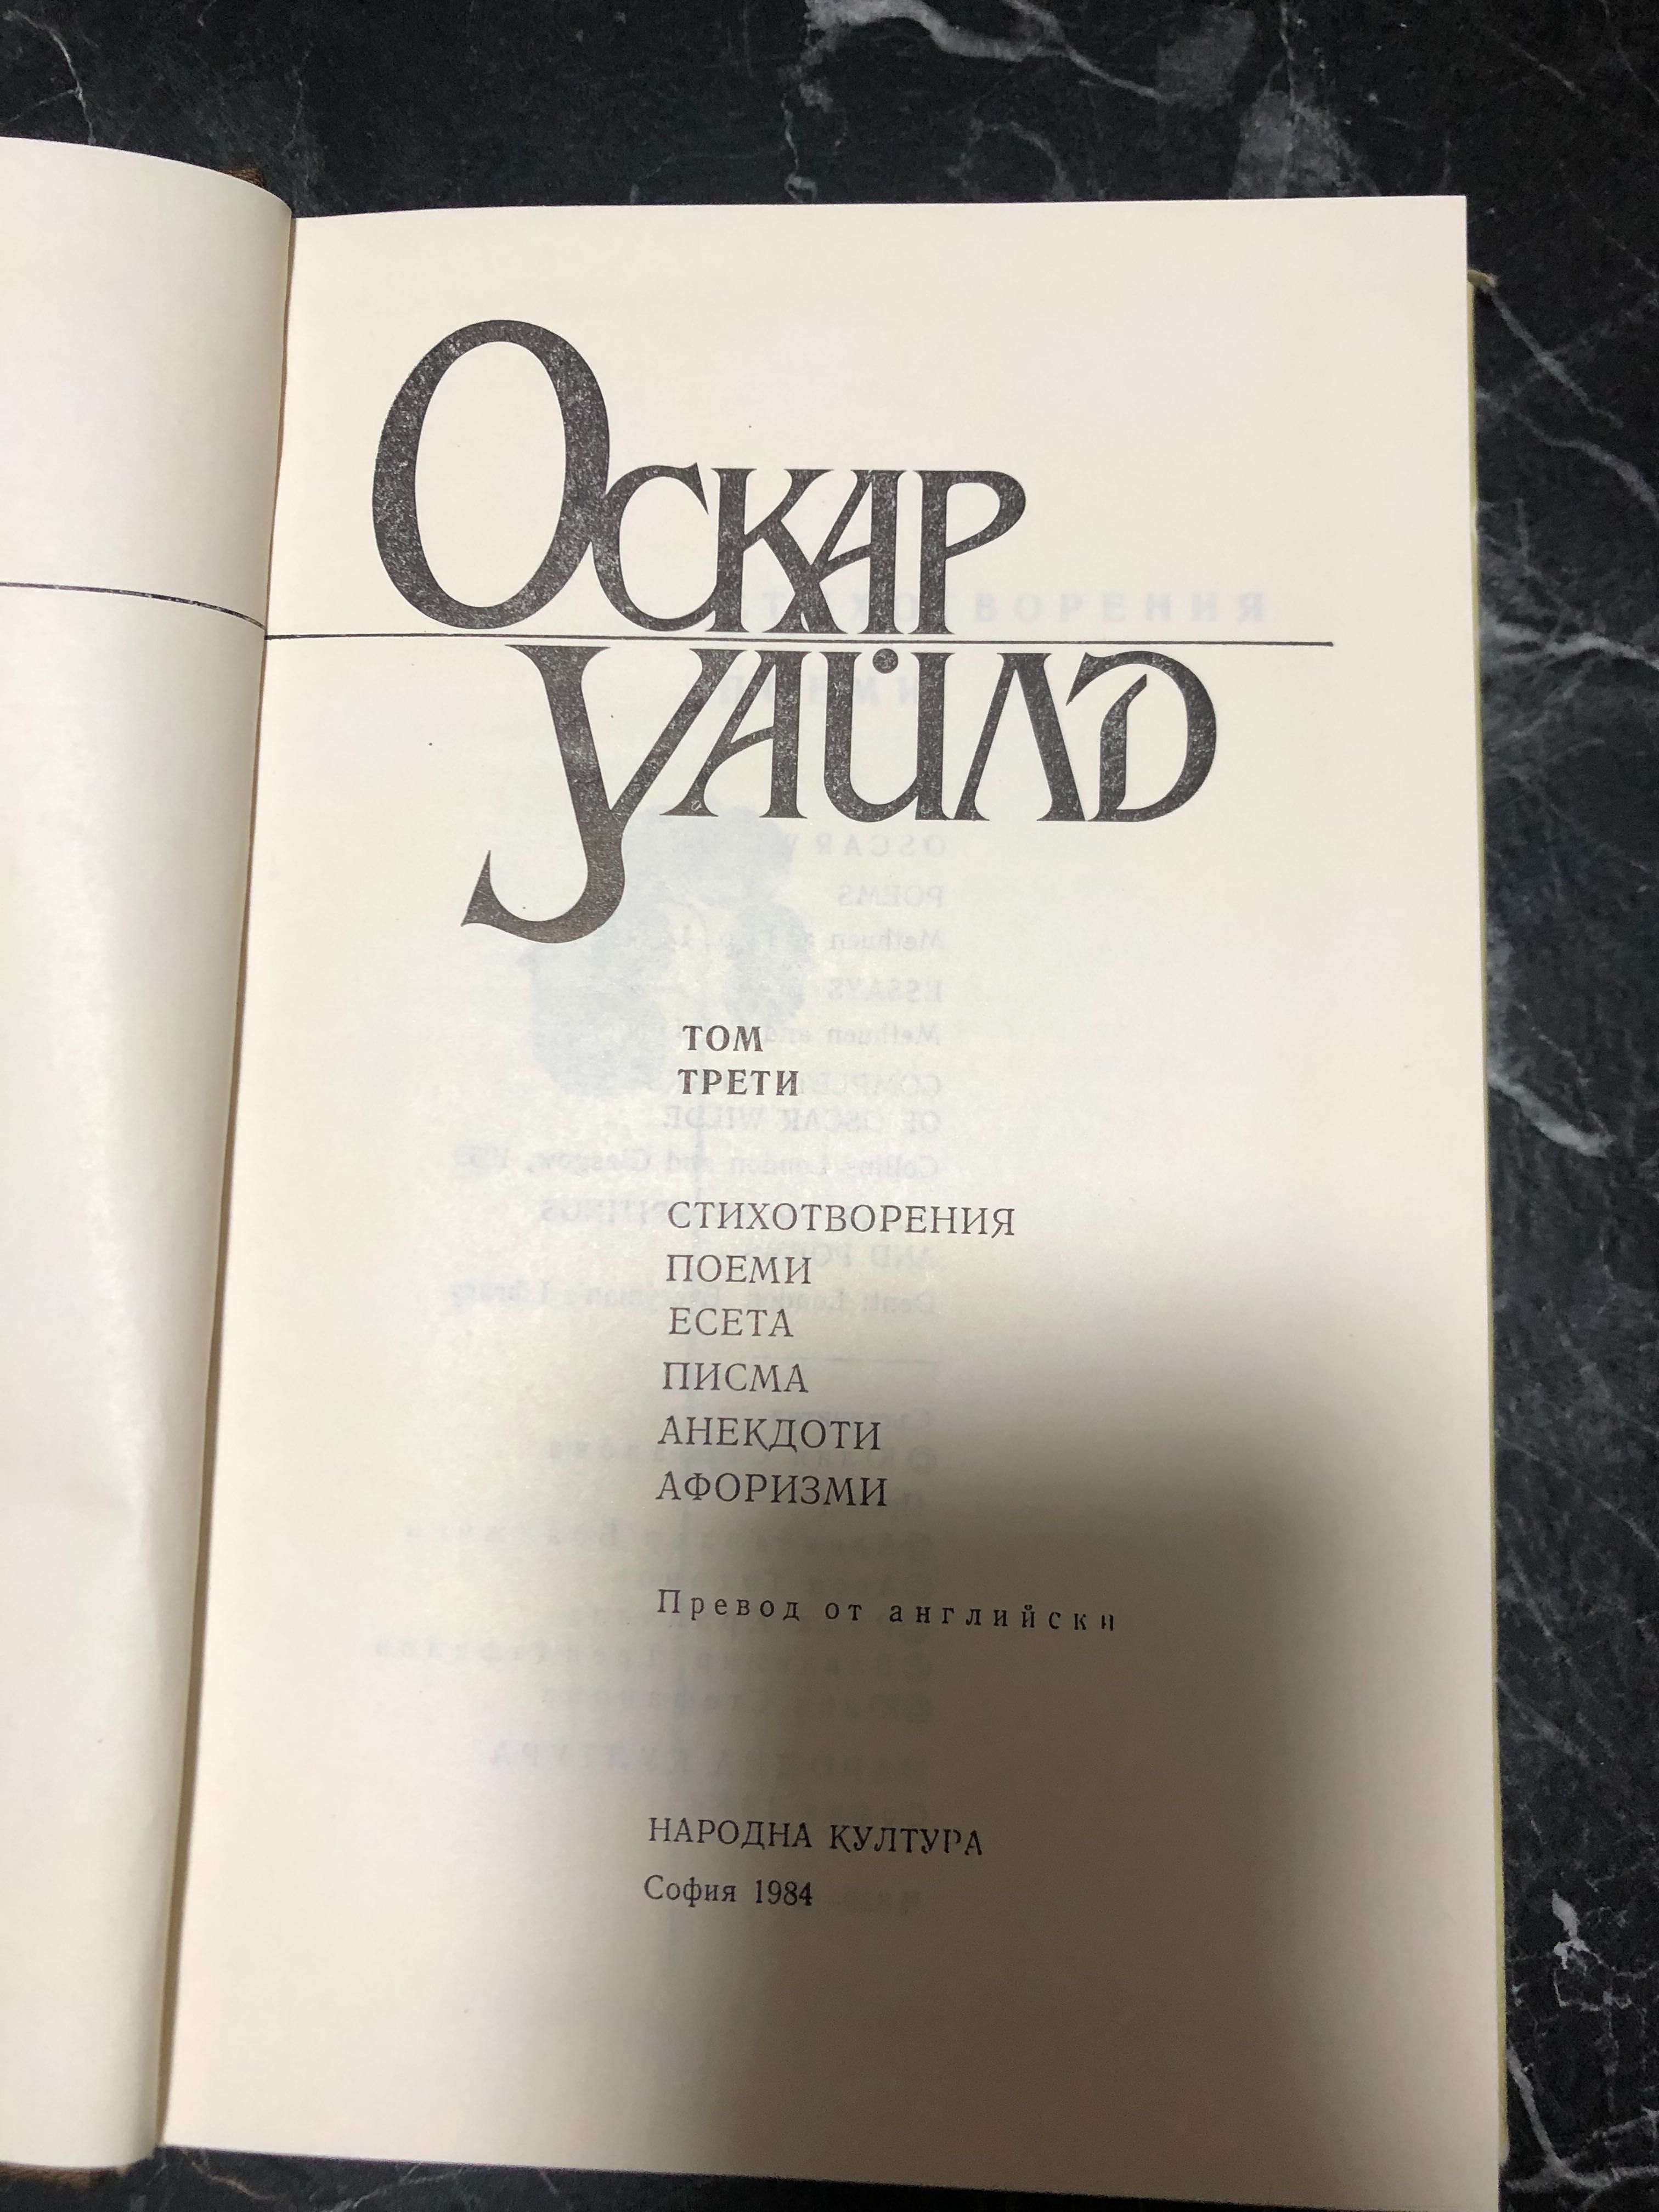 Оскар
Уайлд
ТОМ
ТРЕТИ
СТИХОТВОРЕНИЯ
ПОЕМИ
ЕСЕТА
ПИСМА
АНЕКДОТИ
АФОРИЗМИ
Превод от английски
НАРОДНА КУЛТУРА
София 1984